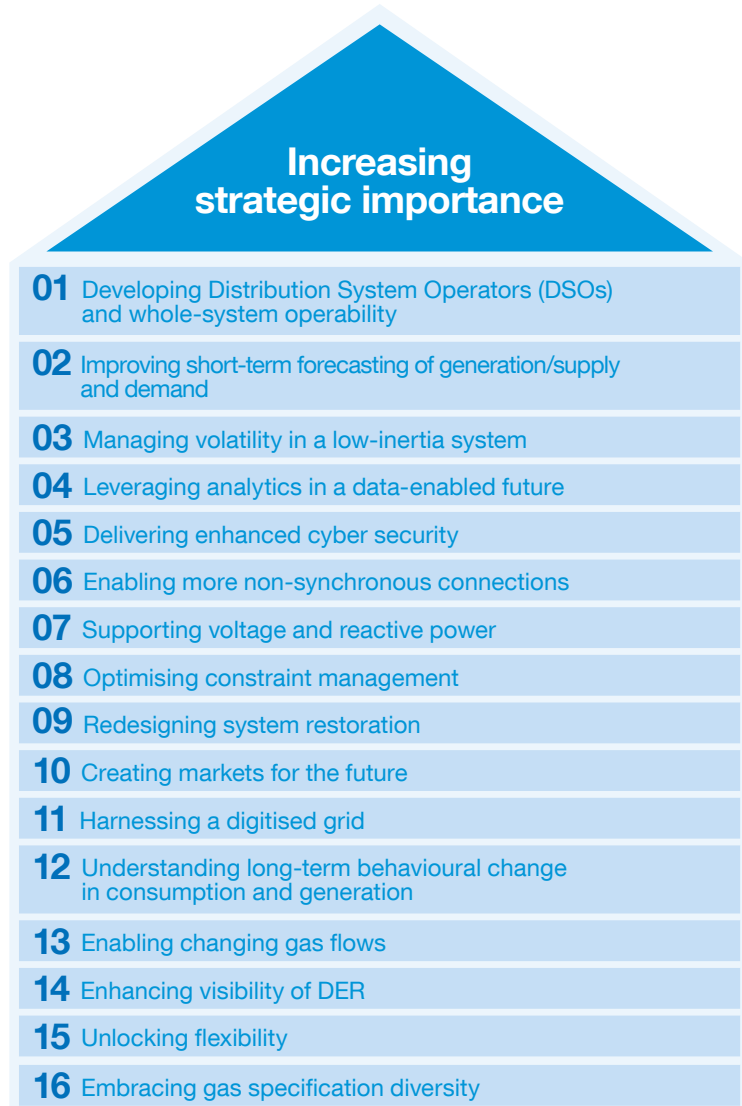 Increasing
strategic importance
01 Developing Distribution System Operators (DSOs)
and whole-system operability
02 Improving short-term forecasting of generation/supply
and demand
03 Managing volatility in a low-inertia system
04 Leveraging analytics in a data-enabled future
05 Delivering enhanced cyber security
06 Enabling more non-synchronous connections
07 Supporting voltage and reactive power
08 Optimising constraint management
09 Redesigning system restoration
10 Creating markets for the future
11 Harnessing a digitised grid
12 Understanding long-term behavioural change
in consumption and generation
13 Enabling changing gas flows
14 Enhancing visibility of DER
15 Unlocking flexibility
16 Embracing gas specification diversity